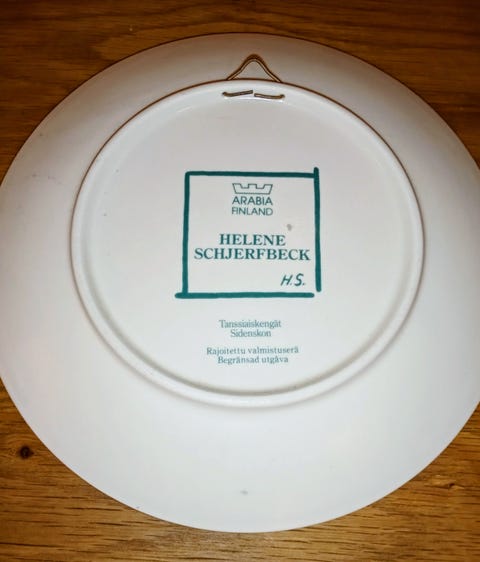 ARABIA
FINLAND
HELENE
SCHJERFBECK
H.S.
Tanssiaiskengät
Sidenskon
Rajoitettu valmistuserä
Begränsad utgåva